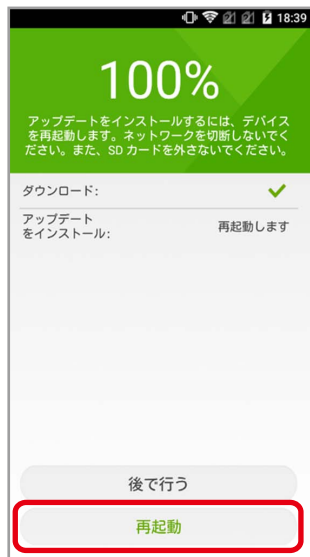 18:39
100%
アップデートをインストールするには、デバイス
を再起動します。ネットワークを切断しないでく
ださい。また、SD カードを外さないでください。
ダウンロード:
アップデート
をインストール:
再起動します
後で行う
再起動